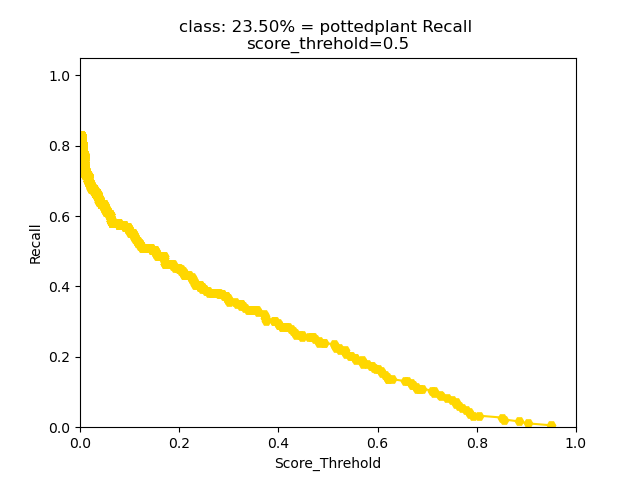 class: 23.50% = pottedplant Recall
score_threhold=0.5
1.0
0.8
0.6
0.4
0.2
0.0
Recall
0.0 0.2 0.4 0.6 0.8 1.0
Score_Threhold